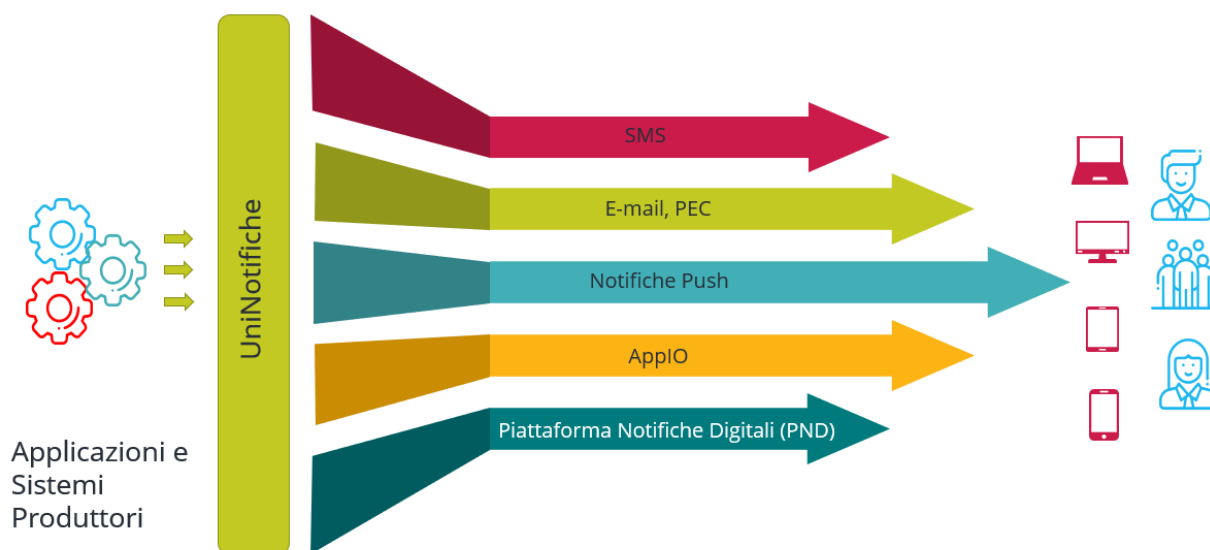 Applicazioni e
Sistemi
Produttori
UniNotifiche
SMS
E-mail, PEC
Notifiche Push
AppIO
Piattaforma Notifiche Digitali (PND)